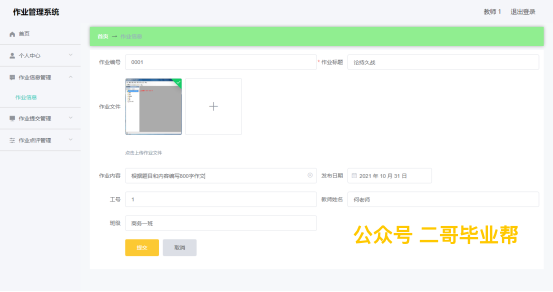 作业管理系统
教师 1 退出登录
首页
首页 → 作业信息
个人中心
作业信息管理
作业信息
作业提交管理
作业点评管理
作业编号 0001
* 作业标题 论持久战
作业文件
点击上传作业文件
作业内容 根据题目和内容编写800字作文
发布日期 2021 年 10 月 31 日
工号 1
教师姓名 何老师
班级 商务一班
提交 取消
公众号 二哥毕业帮